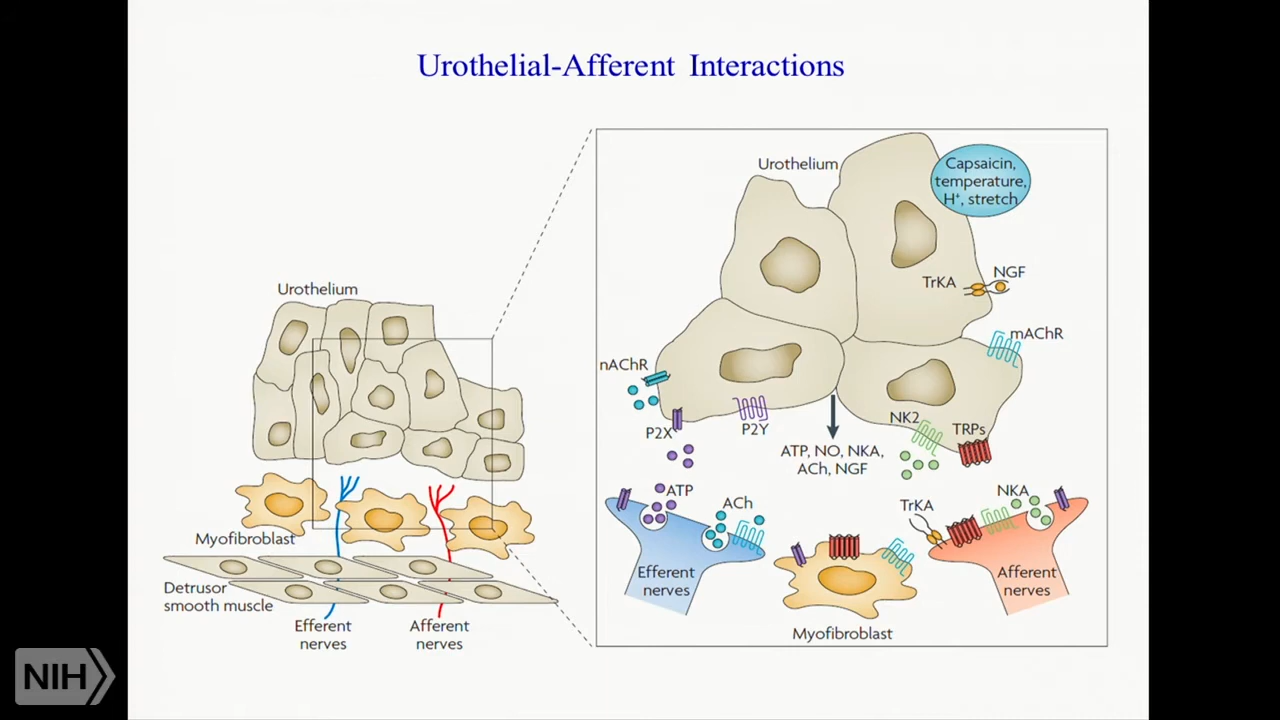 Urothelial-Afferent Interactions
Urothelium
Myofibroblast
Detrusor
smooth muscle
Efferent
nerves
Afferent
nerves
Urothelium
Capsaicin,
temperature,
H⁺, stretch
TrKA
NGF
mAChR
nAChR
P2X
P2Y
NK2
TRPs
ATP, NO, NKA,
ACh, NGF
ATP
ACh
TrKA
NKA
Efferent
nerves
Afferent
nerves
Myofibroblast
NIH